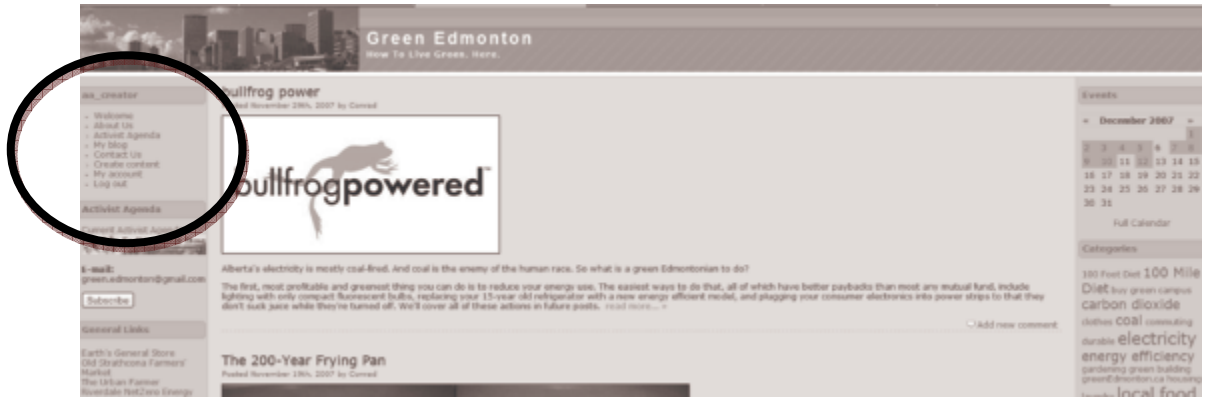 Green Edmonton
How To Live Green. Here.
aa_creator
Welcome
About Us
Activist Agenda
My blog
Contact Us
Create content
My account
Log out
Activist Agenda
Current Activist
E-mail:
green.edmonton@gmail.com
Subscribe
General Links
Earth's General Store
Old Strathcona Farmers'
Market
The Urban Farmer
Riverdale NetZero Energy
bullfrog power
Posted November 29th, 2007 by Conrad
bullfrogpowered™
Alberta's electricity is mostly coal-fired. And coal is the enemy of the human race. So what is a green Edmontonian to do?
The first, most profitable and greenest thing you can do is to reduce your energy use. The easiest ways to do that, all of which have better paybacks than most any mutual fund, include
lighting with only compact fluorescent bulbs, replacing your 15-year old refrigerator with a new energy efficient model, and plugging your consumer electronics into power strips so that they
don't suck juice while they're turned off. We'll cover all of these actions in future posts. read more... »
Add new comment
The 200-Year Frying Pan
Posted November 19th, 2007 by Conrad
Events
« December 2007 »
1
2 3 4 5 6 7 8
9 10 11 12 13 14 15
16 17 18 19 20 21 22
23 24 25 26 27 28 29
30 31
Full Calendar
Categories
100 Feet Diet 100 Mile
Diet buy green campus
carbon dioxide
clothes coal commuting
durable electricity
energy efficiency
gardening green building
greenEdmonton.ca housing
local food